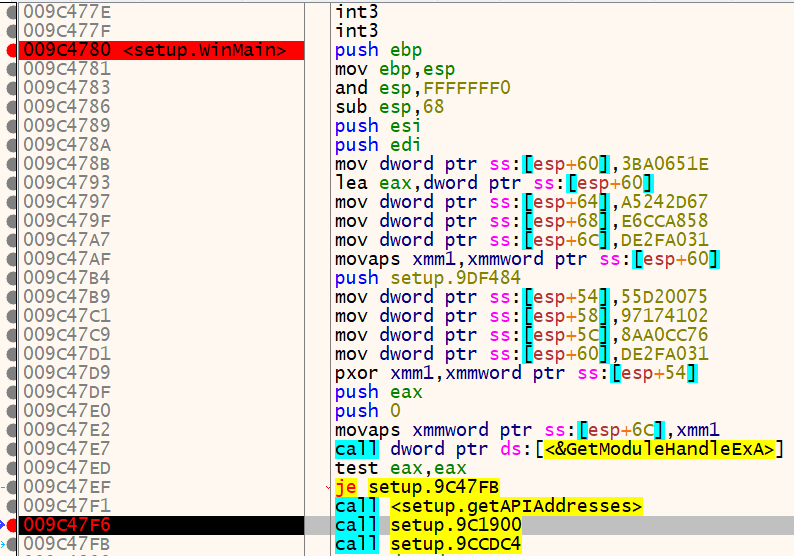 009C477E int3
009C477F int3
009C4780 <setup.WinMain> push ebp
009C4781 mov ebp,esp
009C4783 and esp,FFFFFFF0
009C4786 sub esp,68
009C4789 push esi
009C478A push edi
009C478B mov dword ptr ss:[esp+60],3BA0651E
009C4793 lea eax,dword ptr ss:[esp+60]
009C4797 mov dword ptr ss:[esp+64],A5242D67
009C479F mov dword ptr ss:[esp+68],E6CCA858
009C47A7 mov dword ptr ss:[esp+6C],DE2FA031
009C47AF movaps xmm1,xmmword ptr ss:[esp+60]
009C47B4 push setup.9DF484
009C47B9 mov dword ptr ss:[esp+54],55D20075
009C47C1 mov dword ptr ss:[esp+58],97174102
009C47C9 mov dword ptr ss:[esp+5C],8AA0CC76
009C47D1 mov dword ptr ss:[esp+60],DE2FA031
009C47D9 pxor xmm1,xmmword ptr ss:[esp+54]
009C47DF push eax
009C47E0 push 0
009C47E2 movaps xmmword ptr ss:[esp+6C],xmm1
009C47E7 call dword ptr ds:[<&GetModuleHandleExA>]
009C47ED test eax,eax
009C47EF je setup.9C47FB
009C47F1 call <setup.getAPIAddresses>
009C47F6 call setup.9C1900
009C47FB call setup.9CCDC4